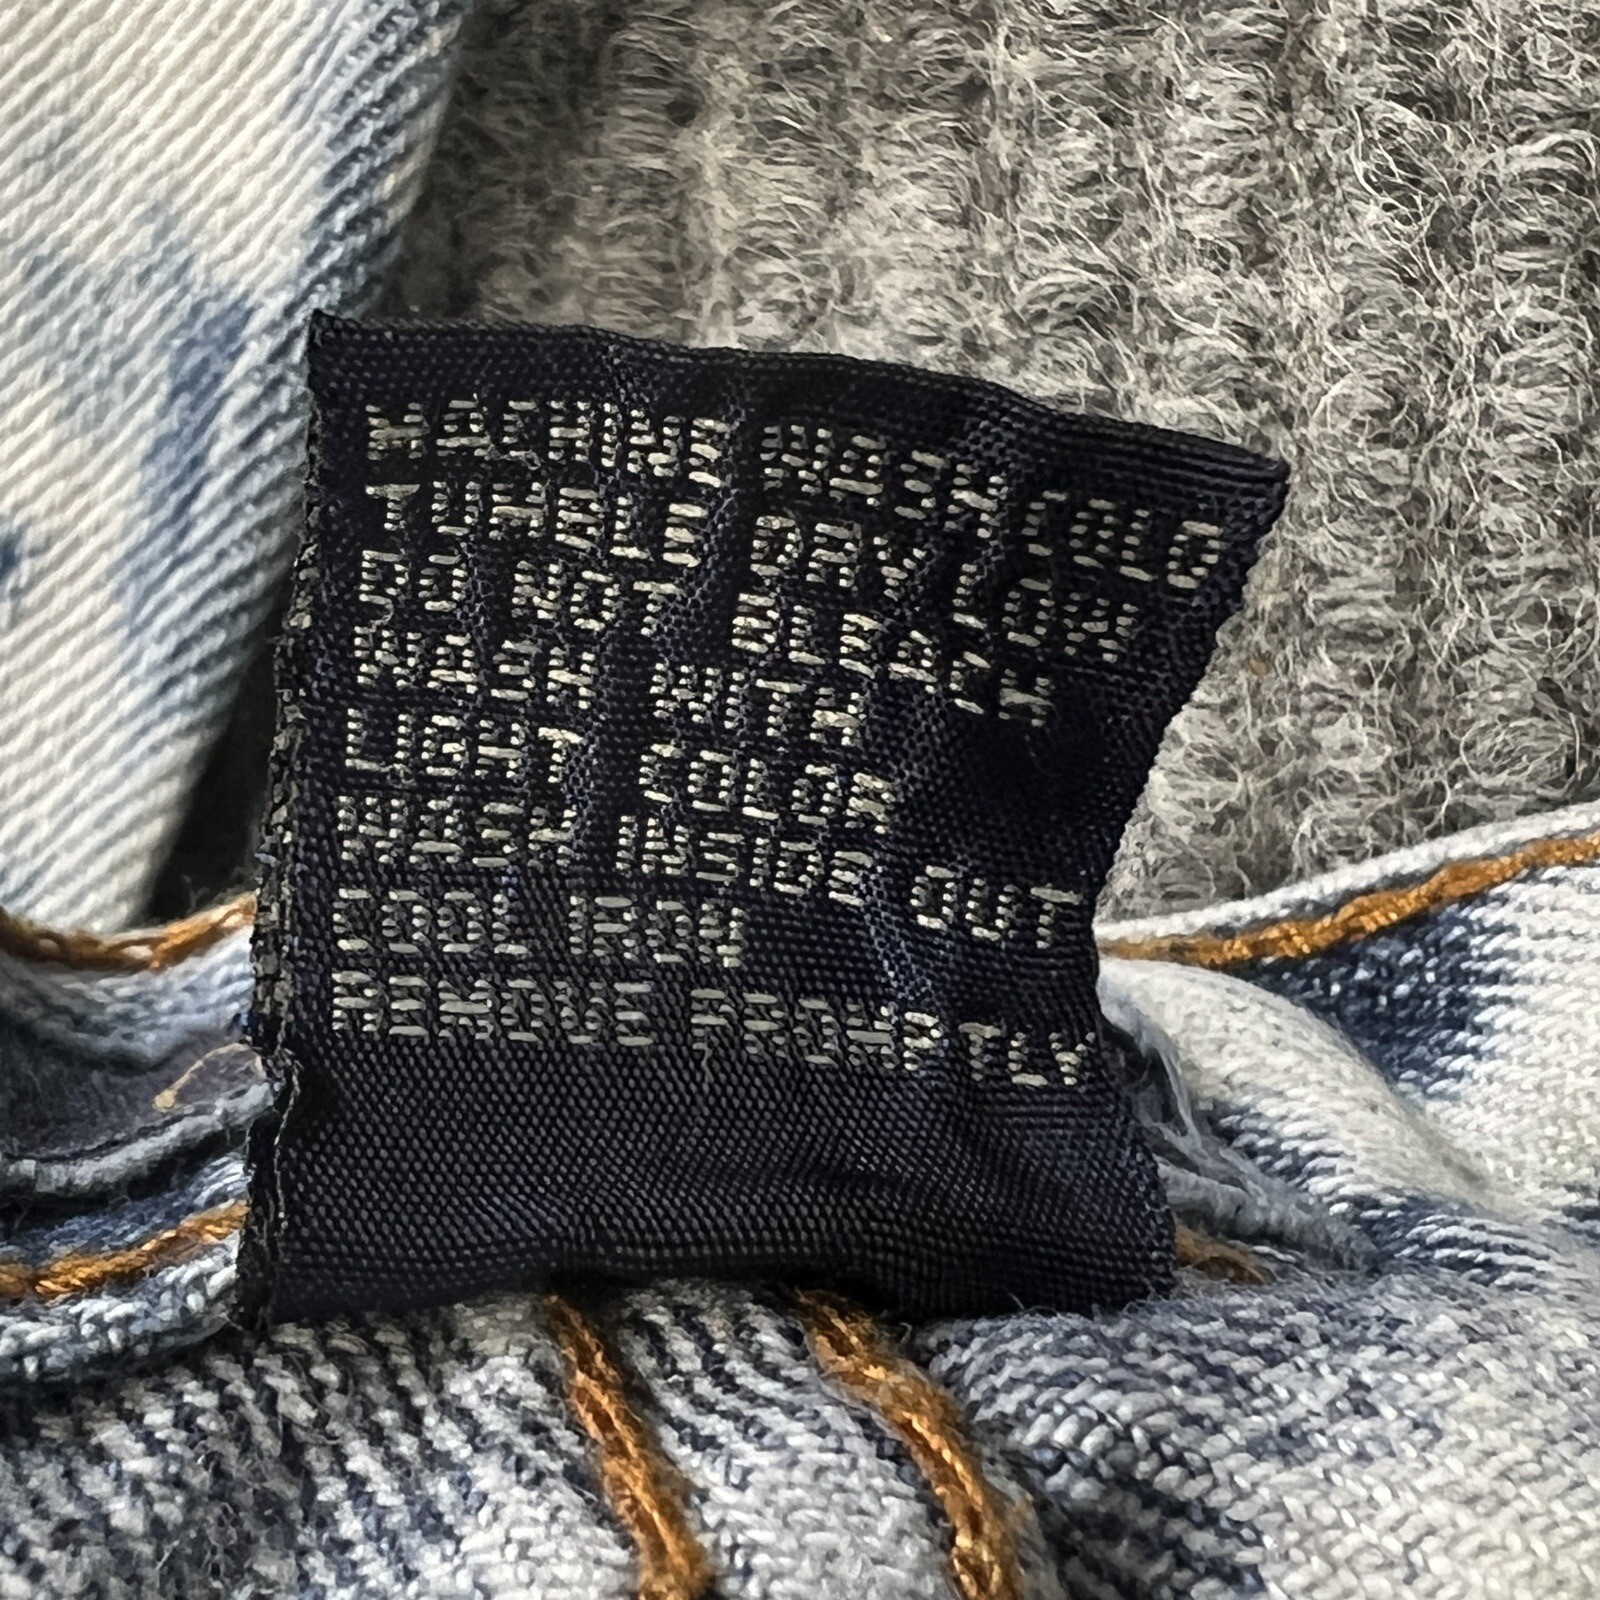 MACHINE WASH COLD
TUMBLE DRY LOW
DO NOT BLEACH
WASH WITH
LIGHT COLOR
WASH INSIDE OUT
COOL IRON
REMOVE PROMPTLY